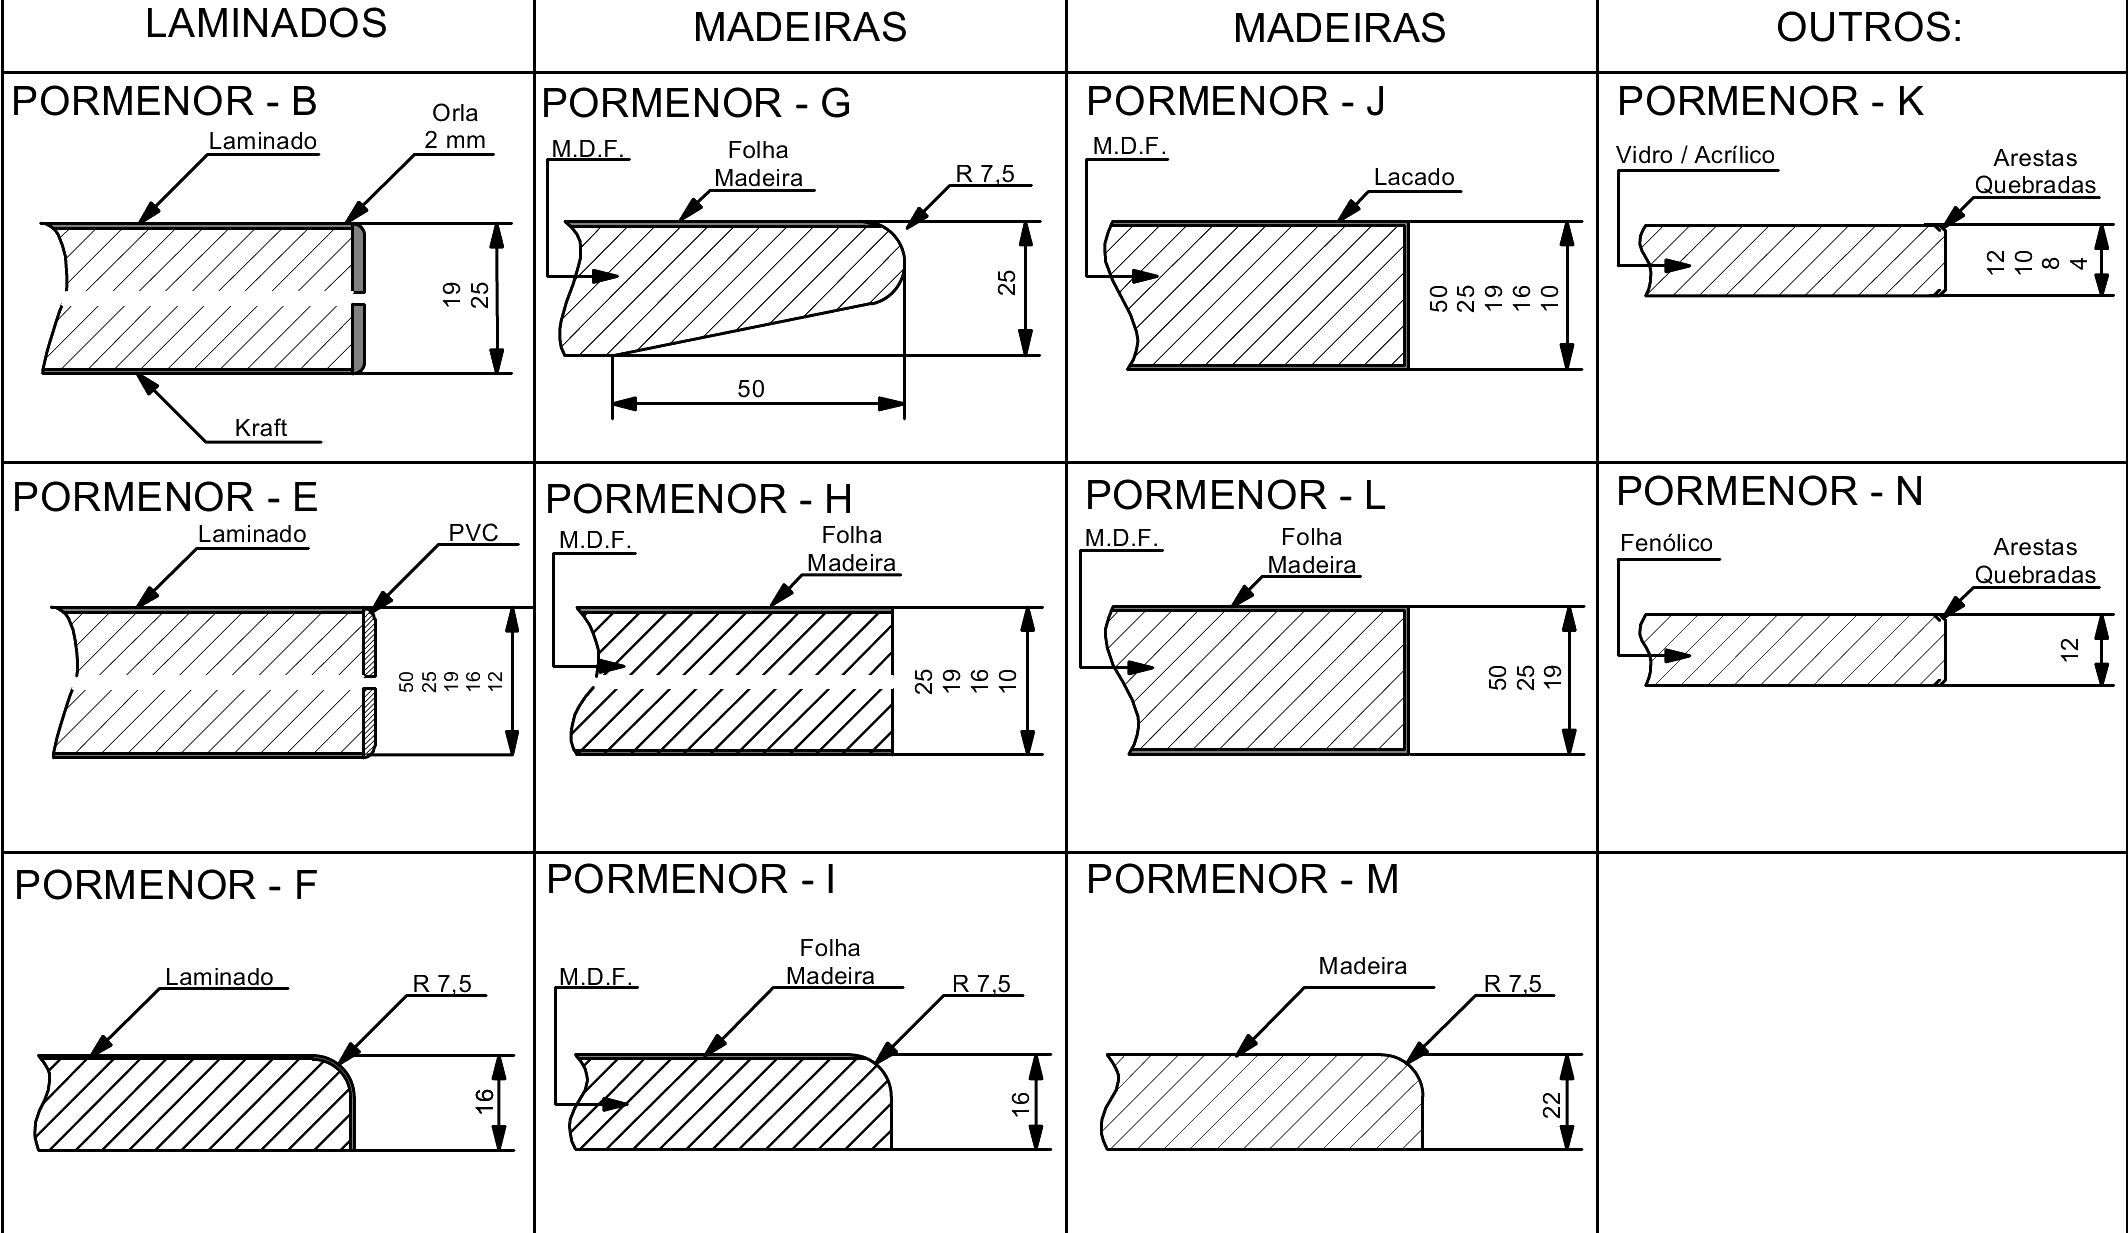 LAMINADOS
MADEIRAS
MADEIRAS
OUTROS:
PORMENOR - B
Orla
2 mm
Laminado
19
25
Kraft
PORMENOR - G
M.D.F.
Folha
Madeira
R 7,5
25
50
PORMENOR - J
M.D.F.
Lacado
50
25
19
16
10
PORMENOR - K
Vidro / Acrílico
Arestas
Quebradas
12
10
8
4
PORMENOR - E
Laminado
PVC
50
25
19
16
12
PORMENOR - H
M.D.F.
Folha
Madeira
25
19
16
10
PORMENOR - L
M.D.F.
Folha
Madeira
50
25
19
PORMENOR - N
Fenólico
Arestas
Quebradas
12
PORMENOR - F
Laminado
R 7,5
16
PORMENOR - I
M.D.F.
Folha
Madeira
R 7,5
16
PORMENOR - M
Madeira
R 7,5
22